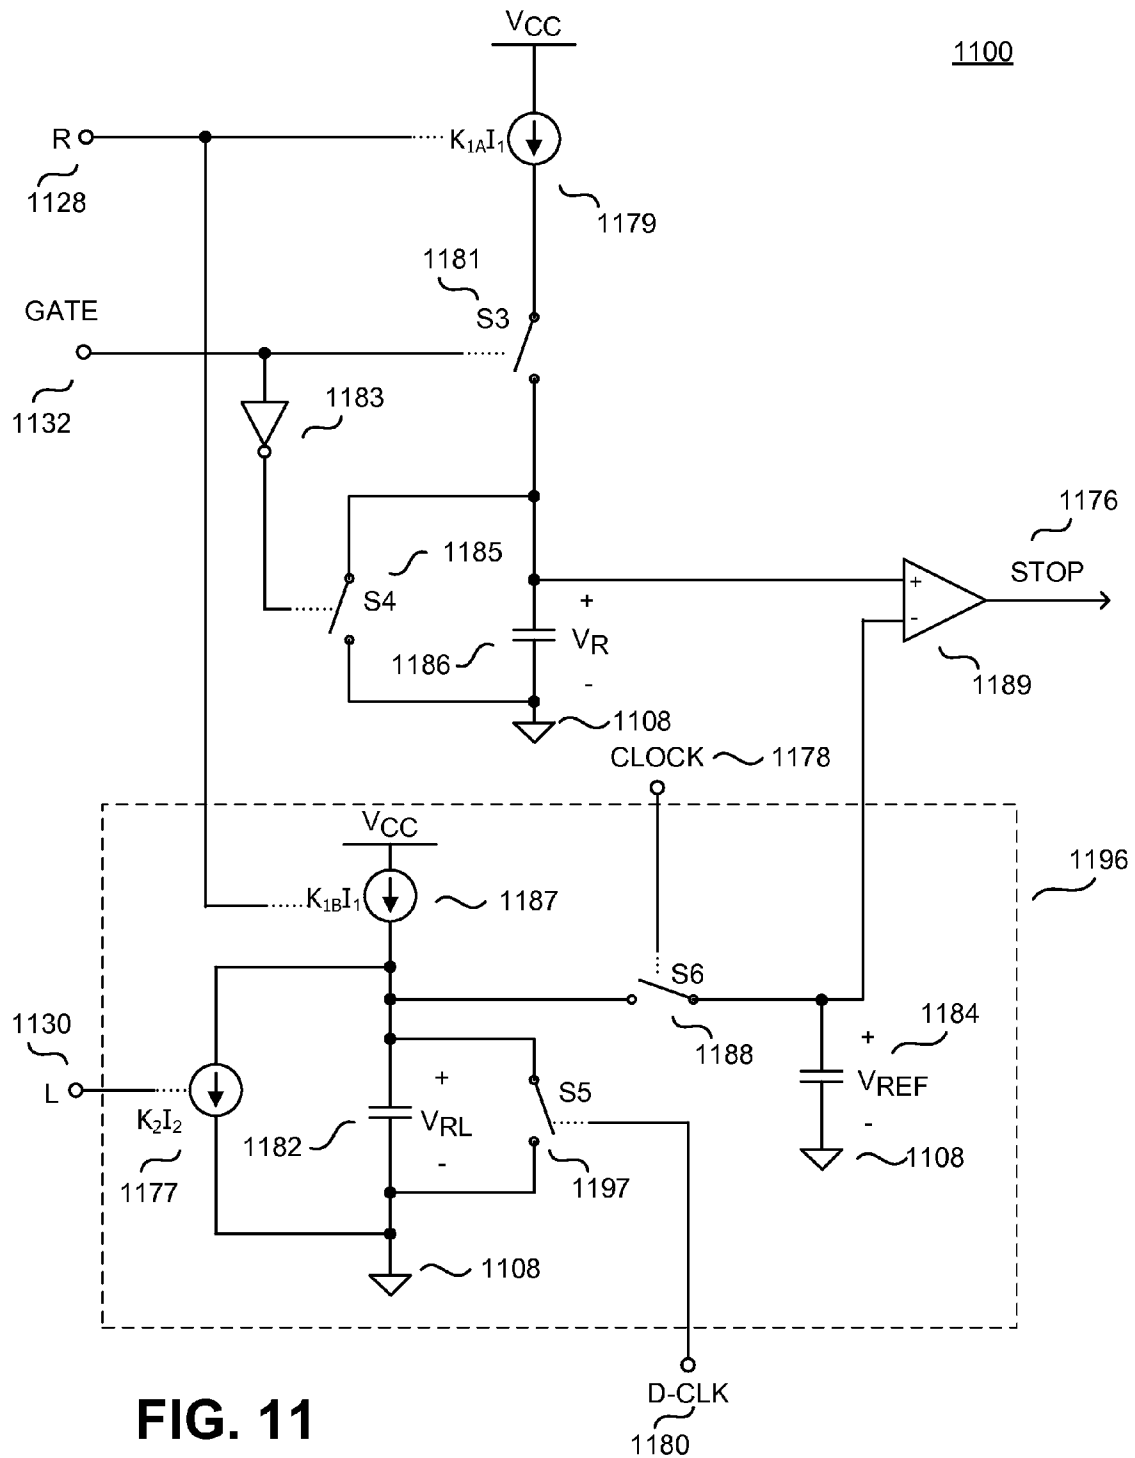 VCC
1100
R
K1AI1
1128
1179
1181
S3
GATE
1132
1183
1185
S4
+
VR
-
1186
1176
STOP
+
-
1189
1108
CLOCK
1178
VCC
1196
K1BI1
1187
S6
1188
1130
L
K2I2
1177
+
VRL
-
1182
S5
1197
+
1184
VREF
-
1108
1108
D-CLK
1180
FIG. 11